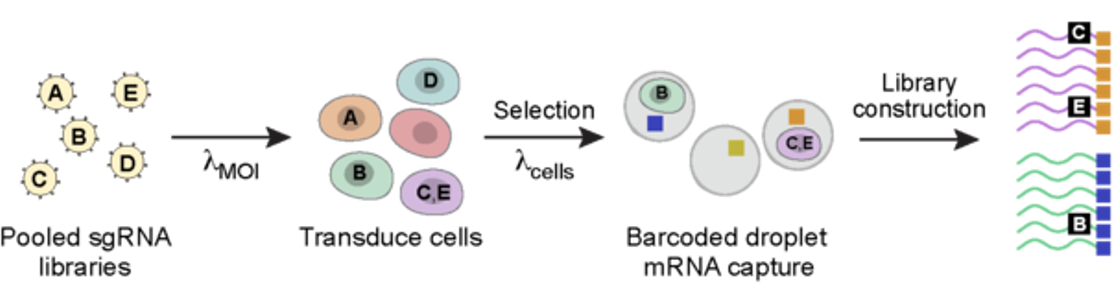 A
E
B
C
D
Pooled sgRNA
libraries
λMOI
D
A
B
C,E
Transduce cells
Selection
λcells
B
C,E
Barcoded droplet
mRNA capture
Library
construction
C
E
B